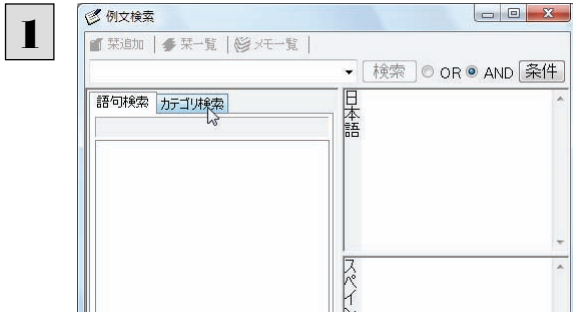 1
例文検索
栞追加 栞一覧 メモ一覧
検索 OR AND 条件
語句検索 カテゴリ検索
日本語
スペイン